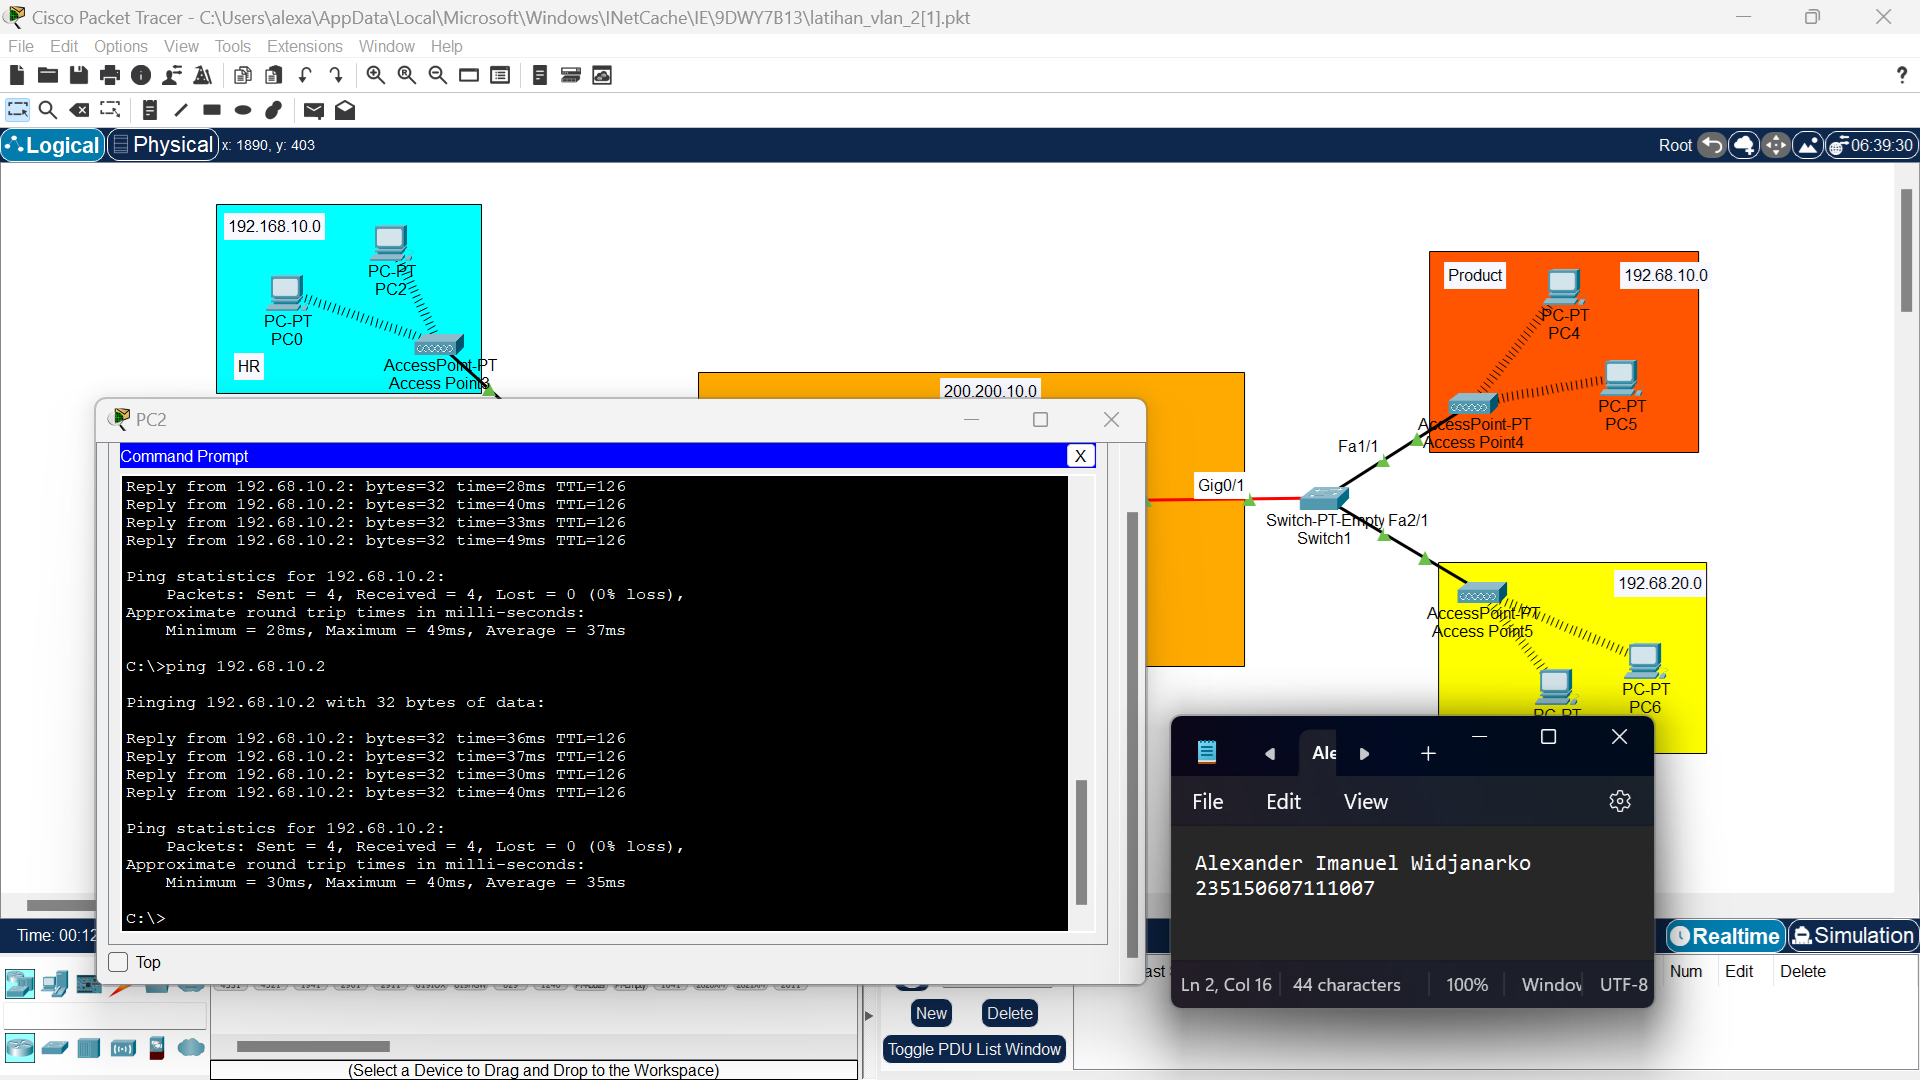 Cisco Packet Tracer - C:\Users\alexa\AppData\Local\Microsoft\Windows\INetCache\IE\9DWY7B13\latihan_vlan_2[1].pkt
File Edit Options View Tools Extensions Window Help
?
Logical Physical x: 1890, y: 403
Root 06:39:30
192.168.10.0
PC-PT
PC2
PC-PT
PC0
HR
AccessPoint-PT
Access Point3
200.200.10.0
Product
192.68.10.0
PC-PT
PC4
PC-PT
PC5
AccessPoint-PT
Access Point4
Fa1/1
Gig0/1
Switch-PT-Empty Fa2/1
Switch1
192.68.20.0
AccessPoint-PT
Access Point5
PC-PT
PC6
PC-PT
PC2
Command Prompt X
Reply from 192.68.10.2: bytes=32 time=28ms TTL=126
Reply from 192.68.10.2: bytes=32 time=40ms TTL=126
Reply from 192.68.10.2: bytes=32 time=33ms TTL=126
Reply from 192.68.10.2: bytes=32 time=49ms TTL=126
Ping statistics for 192.68.10.2:
Packets: Sent = 4, Received = 4, Lost = 0 (0% loss),
Approximate round trip times in milli-seconds:
Minimum = 28ms, Maximum = 49ms, Average = 37ms
C:\>ping 192.68.10.2
Pinging 192.68.10.2 with 32 bytes of data:
Reply from 192.68.10.2: bytes=32 time=36ms TTL=126
Reply from 192.68.10.2: bytes=32 time=37ms TTL=126
Reply from 192.68.10.2: bytes=32 time=30ms TTL=126
Reply from 192.68.10.2: bytes=32 time=40ms TTL=126
Ping statistics for 192.68.10.2:
Packets: Sent = 4, Received = 4, Lost = 0 (0% loss),
Approximate round trip times in milli-seconds:
Minimum = 30ms, Maximum = 40ms, Average = 35ms
C:\>
Top
Ale
File Edit View
Alexander Imanuel Widjanarko
235150607111007
Ln 2, Col 16 44 characters 100% Window UTF-8
Time: 00:12
Realtime Simulation
Num Edit Delete
New Delete
Toggle PDU List Window
(Select a Device to Drag and Drop to the Workspace)